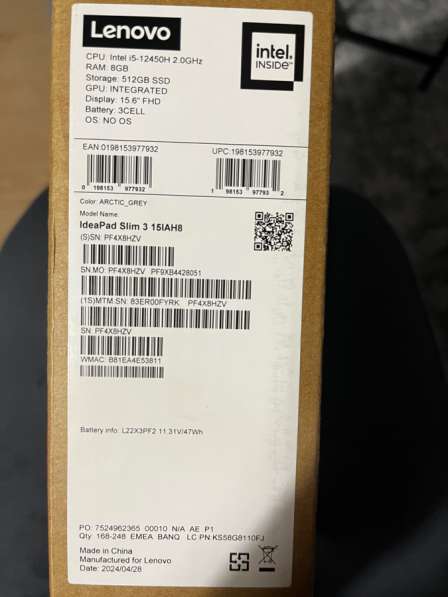 Lenovo
intel
INSIDE™
CPU: Intel i5-12450H 2.0GHz
RAM: 8GB
Storage: 512GB SSD
GPU: INTEGRATED
Display: 15.6" FHD
Battery: 3CELL
OS: NO OS
EAN:0198153977932
UPC:198153977932
0 198153 977932
1 98153 97793 2
Color: ARCTIC_GREY
Model Name:
IdeaPad Slim 3 15IAH8
(S)SN: PF4X8HZV
SN.MO: PF4X8HZV PF9XB4428051
(1S)MTM.SN: 83ER00FYRK PF4X8HZV
SN: PF4X8HZV
WMAC: B81EA4E53811
Battery info: L22X3PF2 11.31V/47Wh
PO: 7524962365 00010 N/A AE P1
Qty: 168-248 EMEA BANQ LC PN:KS58G8110FJ
Made in China
Manufactured for Lenovo
Date: 2024/04/28